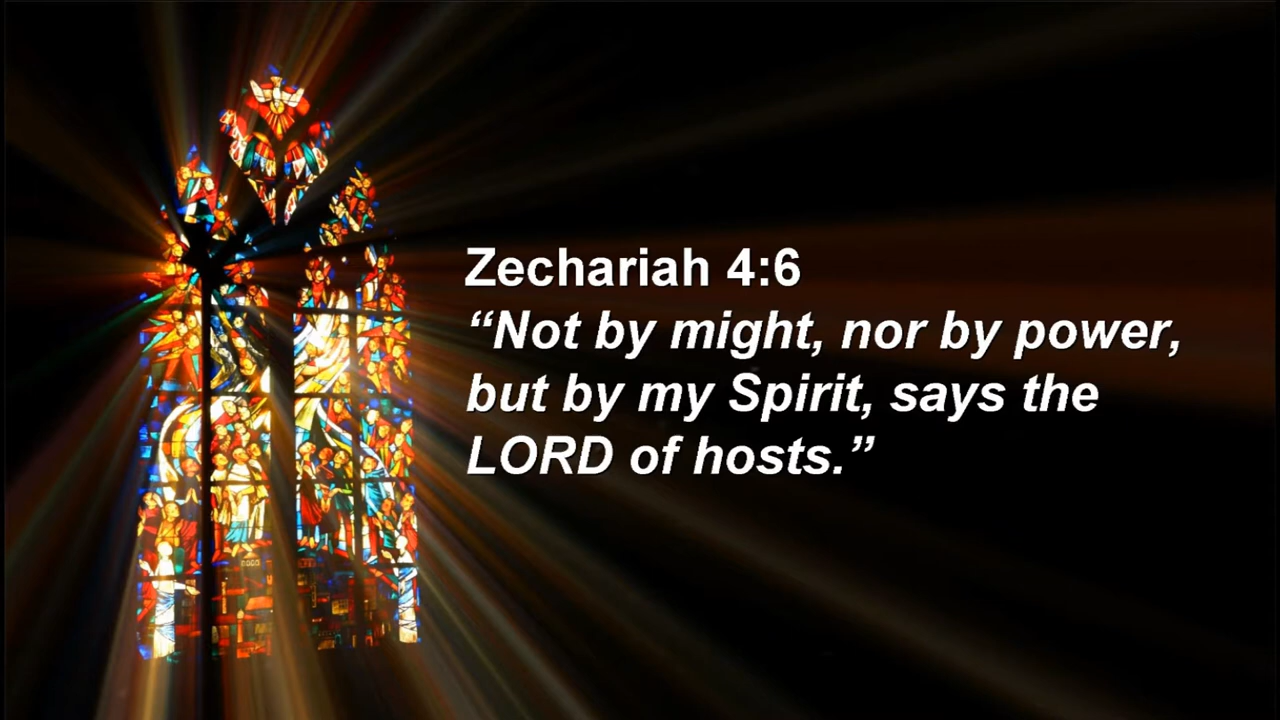 Zechariah 4:6
“Not by might, nor by power,
but by my Spirit, says the
LORD of hosts.”